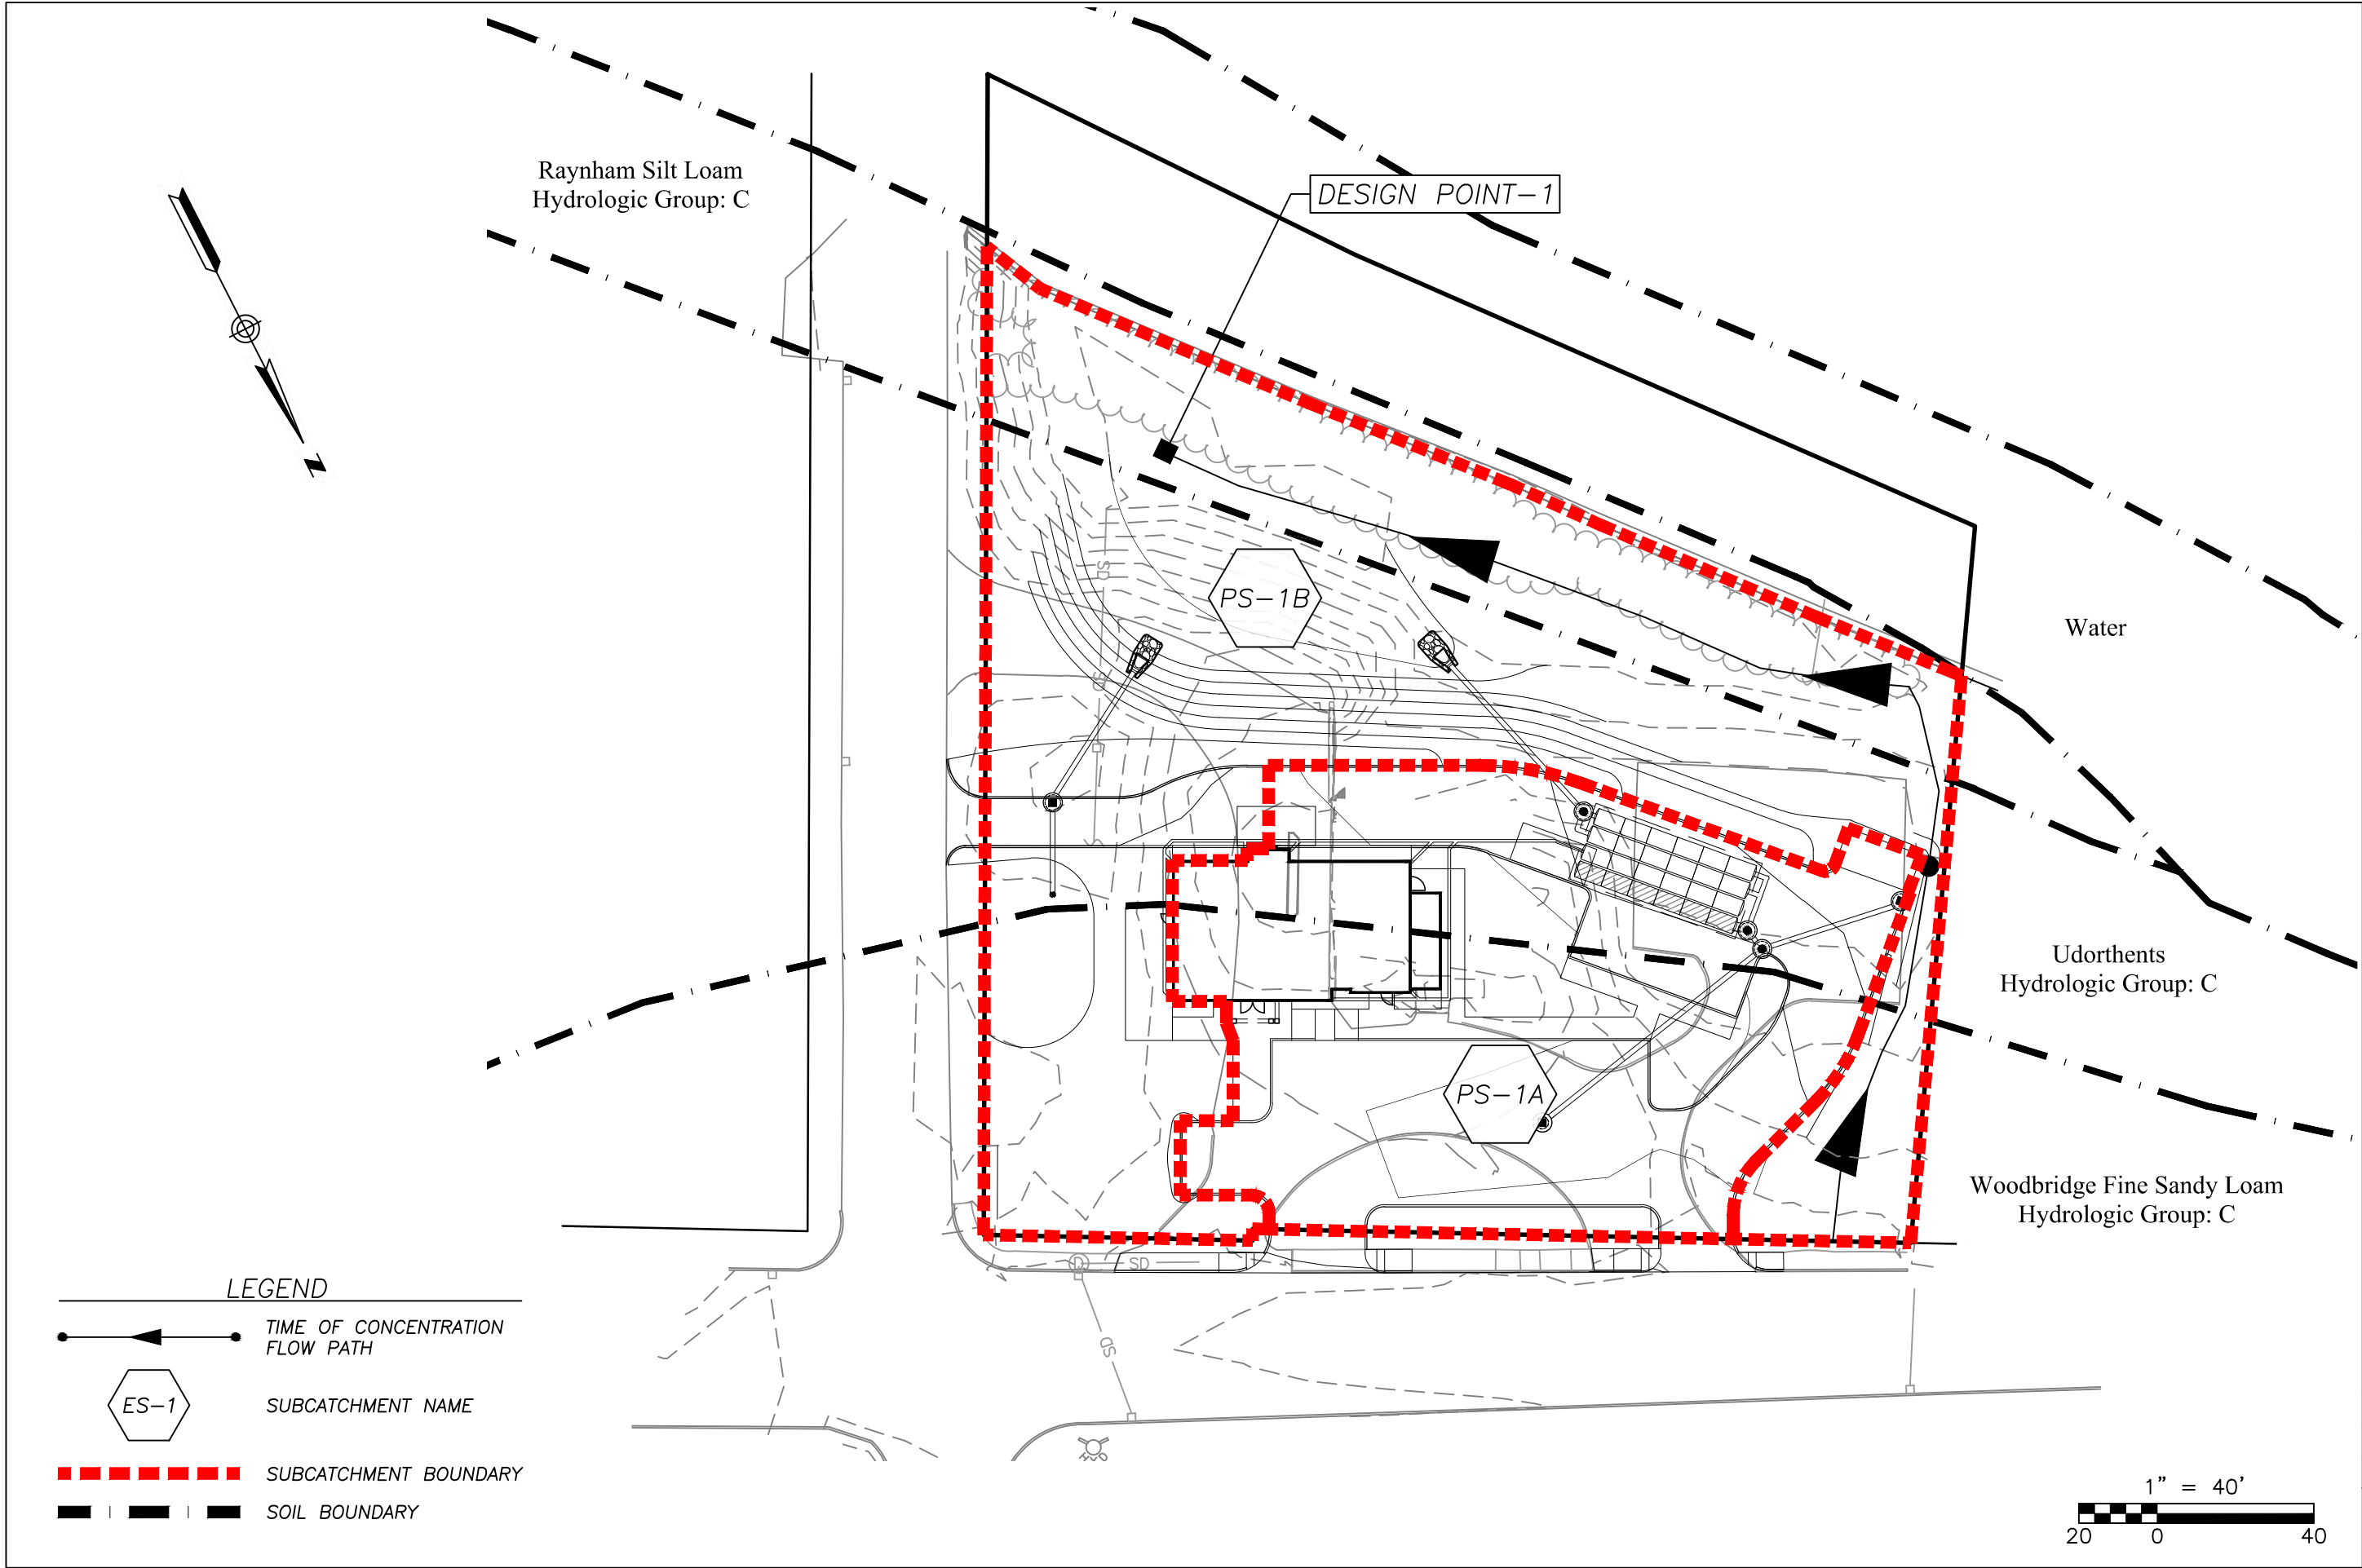 Raynham Silt Loam
Hydrologic Group: C
DESIGN POINT-1
SD
SD
PS-1B
Water
Udorthents
Hydrologic Group: C
PS-1A
Woodbridge Fine Sandy Loam
Hydrologic Group: C
D
SD
SD
LEGEND
TIME OF CONCENTRATION
FLOW PATH
ES-1
SUBCATCHMENT NAME
SUBCATCHMENT BOUNDARY
SOIL BOUNDARY
1" = 40'
20 0 40